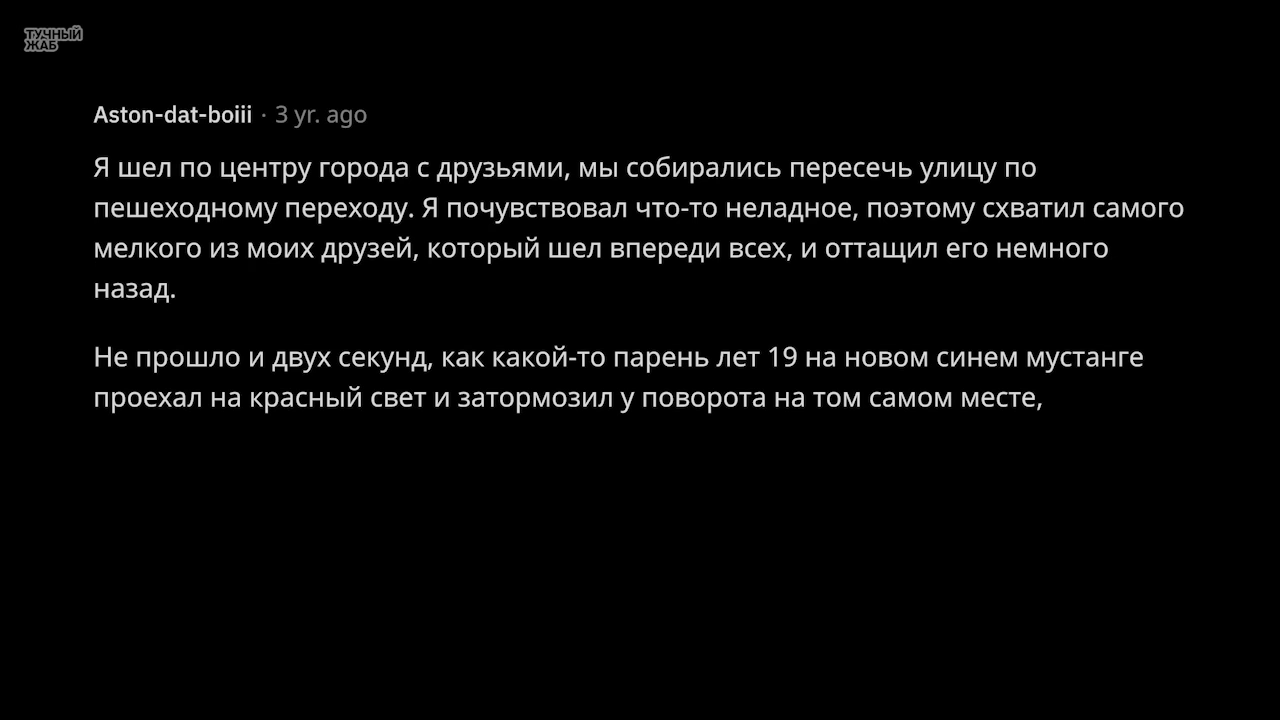 ТУЧНЫЙ
ЖАБ
Aston-dat-boiii · 3 yr. ago
Я шел по центру города с друзьями, мы собирались пересечь улицу по
пешеходному переходу. Я почувствовал что-то неладное, поэтому схватил самого
мелкого из моих друзей, который шел впереди всех, и оттащил его немного
назад.
Не прошло и двух секунд, как какой-то парень лет 19 на новом синем мустанге
проехал на красный свет и затормозил у поворота на том самом месте,